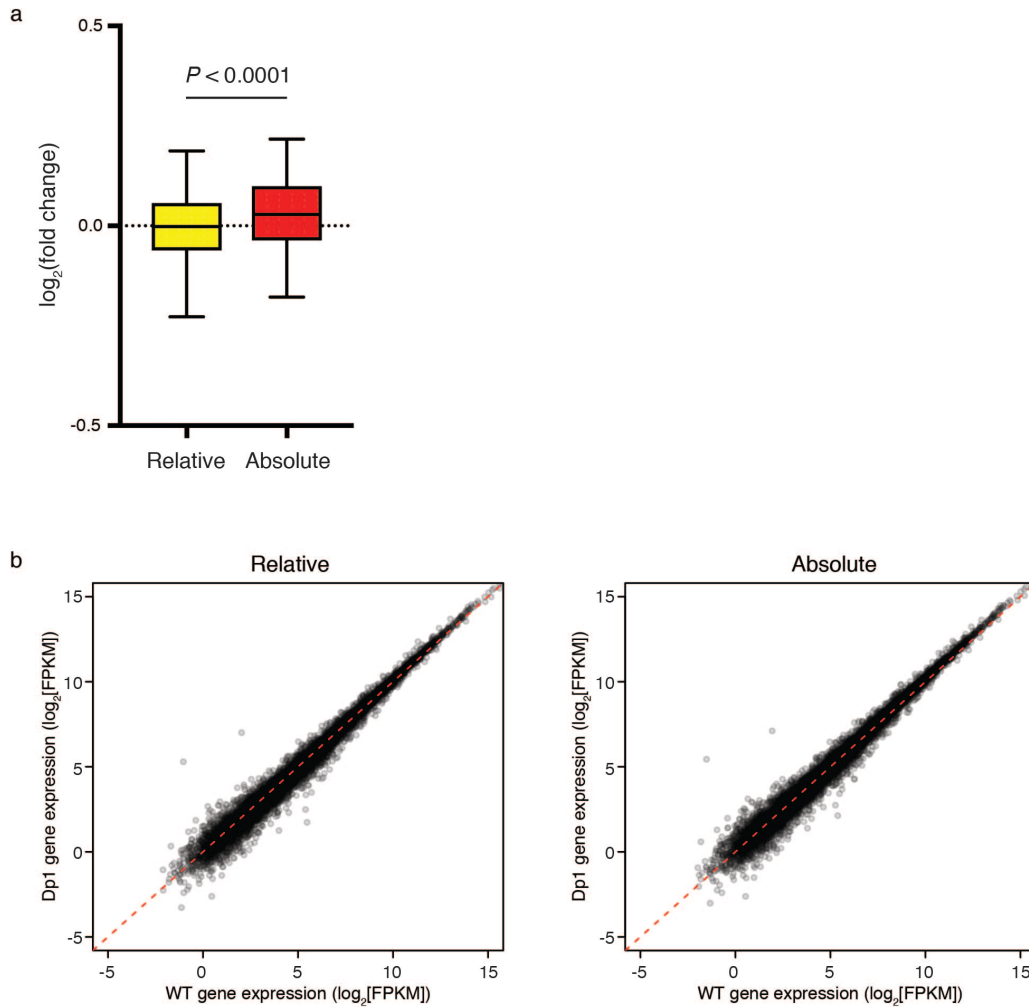 a
0.5
P < 0.0001
log₂(fold change)
0.0
-0.5
Relative Absolute
b
Relative
Dp1 gene expression (log₂[FPKM])
15
10
5
0
-5
-5 0 5 10 15
WT gene expression (log₂[FPKM])
Absolute
Dp1 gene expression (log₂[FPKM])
15
10
5
0
-5
-5 0 5 10 15
WT gene expression (log₂[FPKM])